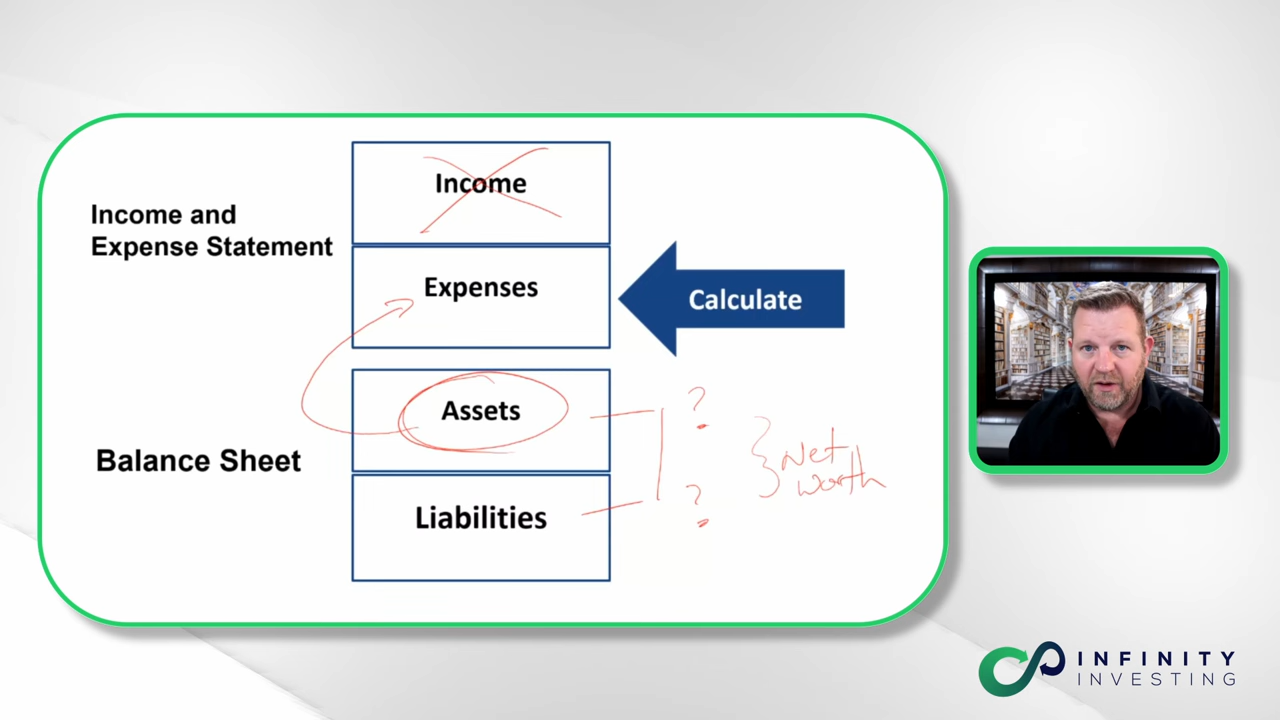 Income
Income and
Expense Statement
Expenses
Calculate
Assets
?
Net
worth
Balance Sheet
?
Liabilities
INFINITY
INVESTING